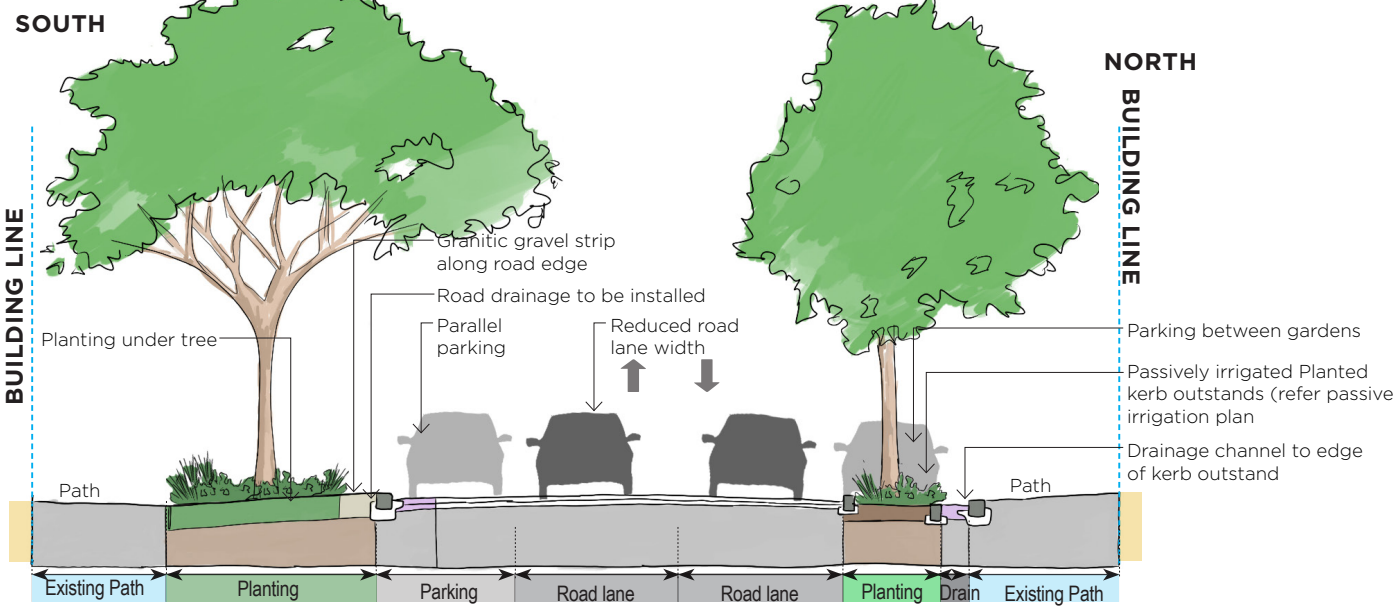 SOUTH
NORTH
BUILDING LINE
BUILDING LINE
Granitic gravel strip
along road edge
Road drainage to be installed
Parallel
parking
Reduced road
lane width
Planting under tree
Parking between gardens
Passively irrigated Planted
kerb outstands (refer passive
irrigation plan
Drainage channel to edge
of kerb outstand
Path
Path
Existing Path
Planting
Parking
Road lane
Road lane
Planting
Drain
Existing Path